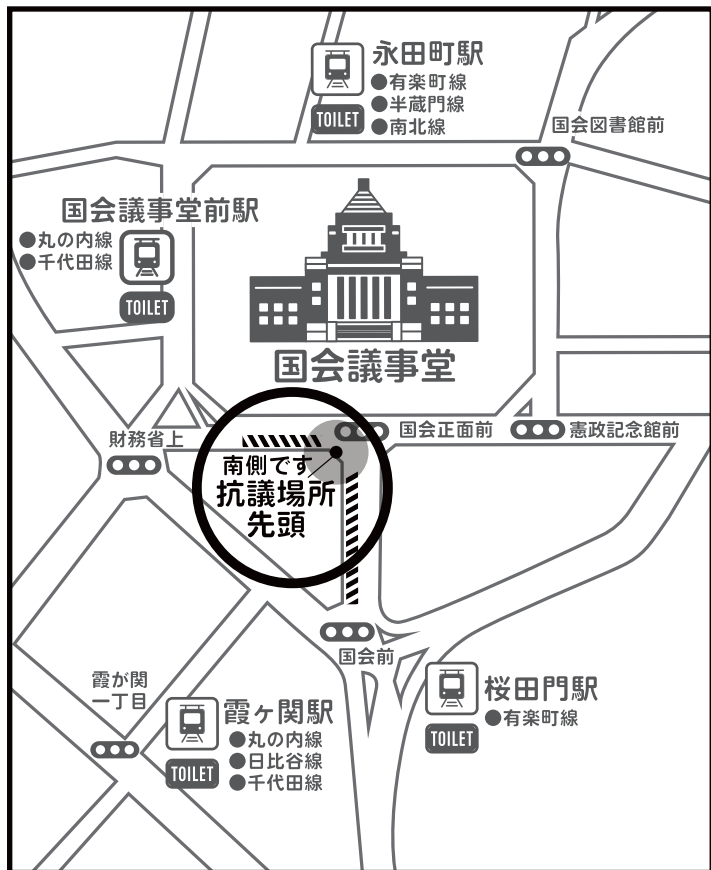 永田町駅
●有楽町線
●半蔵門線
●南北線
TOILET
国会図書館前
国会議事堂前駅
●丸の内線
●千代田線
TOILET
国会議事堂
国会正面前
憲政記念館前
財務省上
南側です
抗議場所
先頭
国会前
霞が関
一丁目
霞ヶ関駅
●丸の内線
●日比谷線
●千代田線
TOILET
桜田門駅
●有楽町線
TOILET